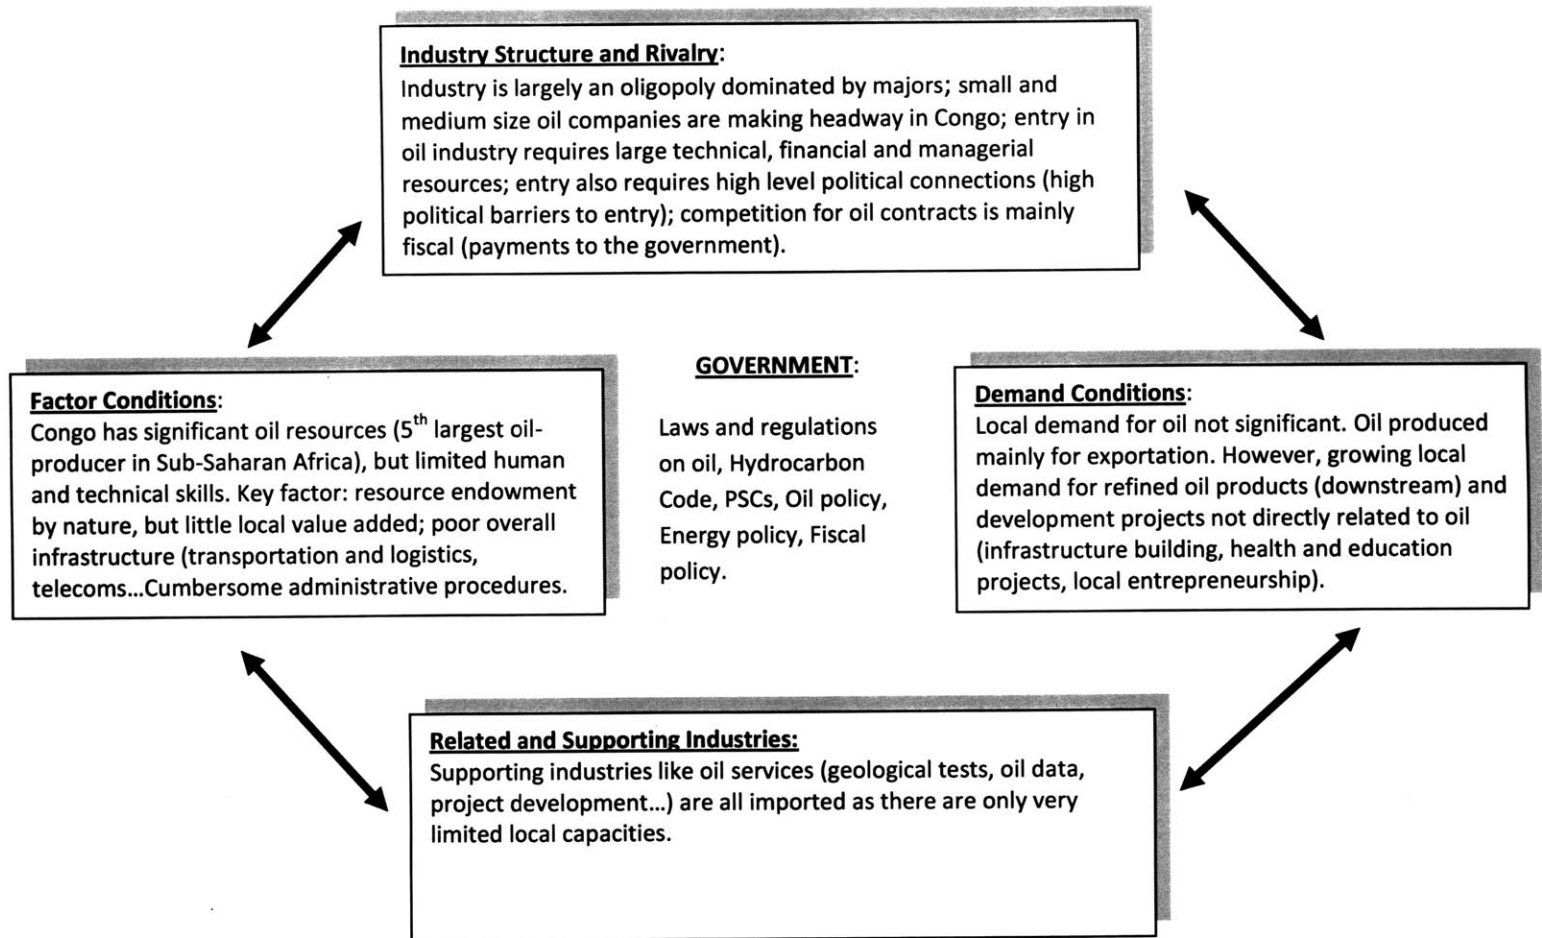 Industry Structure and Rivalry:
Industry is largely an oligopoly dominated by majors; small and
medium size oil companies are making headway in Congo; entry in
oil industry requires large technical, financial and managerial
resources; entry also requires high level political connections (high
political barriers to entry); competition for oil contracts is mainly
fiscal (payments to the government).
Factor Conditions:
Congo has significant oil resources (5th largest oil-
producer in Sub-Saharan Africa), but limited human
and technical skills. Key factor: resource endowment
by nature, but little local value added; poor overall
infrastructure (transportation and logistics,
telecoms...Cumbersome administrative procedures.
GOVERNMENT:
Laws and regulations
on oil, Hydrocarbon
Code, PSCs, Oil policy,
Energy policy, Fiscal
policy.
Demand Conditions:
Local demand for oil not significant. Oil produced
mainly for exportation. However, growing local
demand for refined oil products (downstream) and
development projects not directly related to oil
(infrastructure building, health and education
projects, local entrepreneurship).
Related and Supporting Industries:
Supporting industries like oil services (geological tests, oil data,
project development...) are all imported as there are only very
limited local capacities.